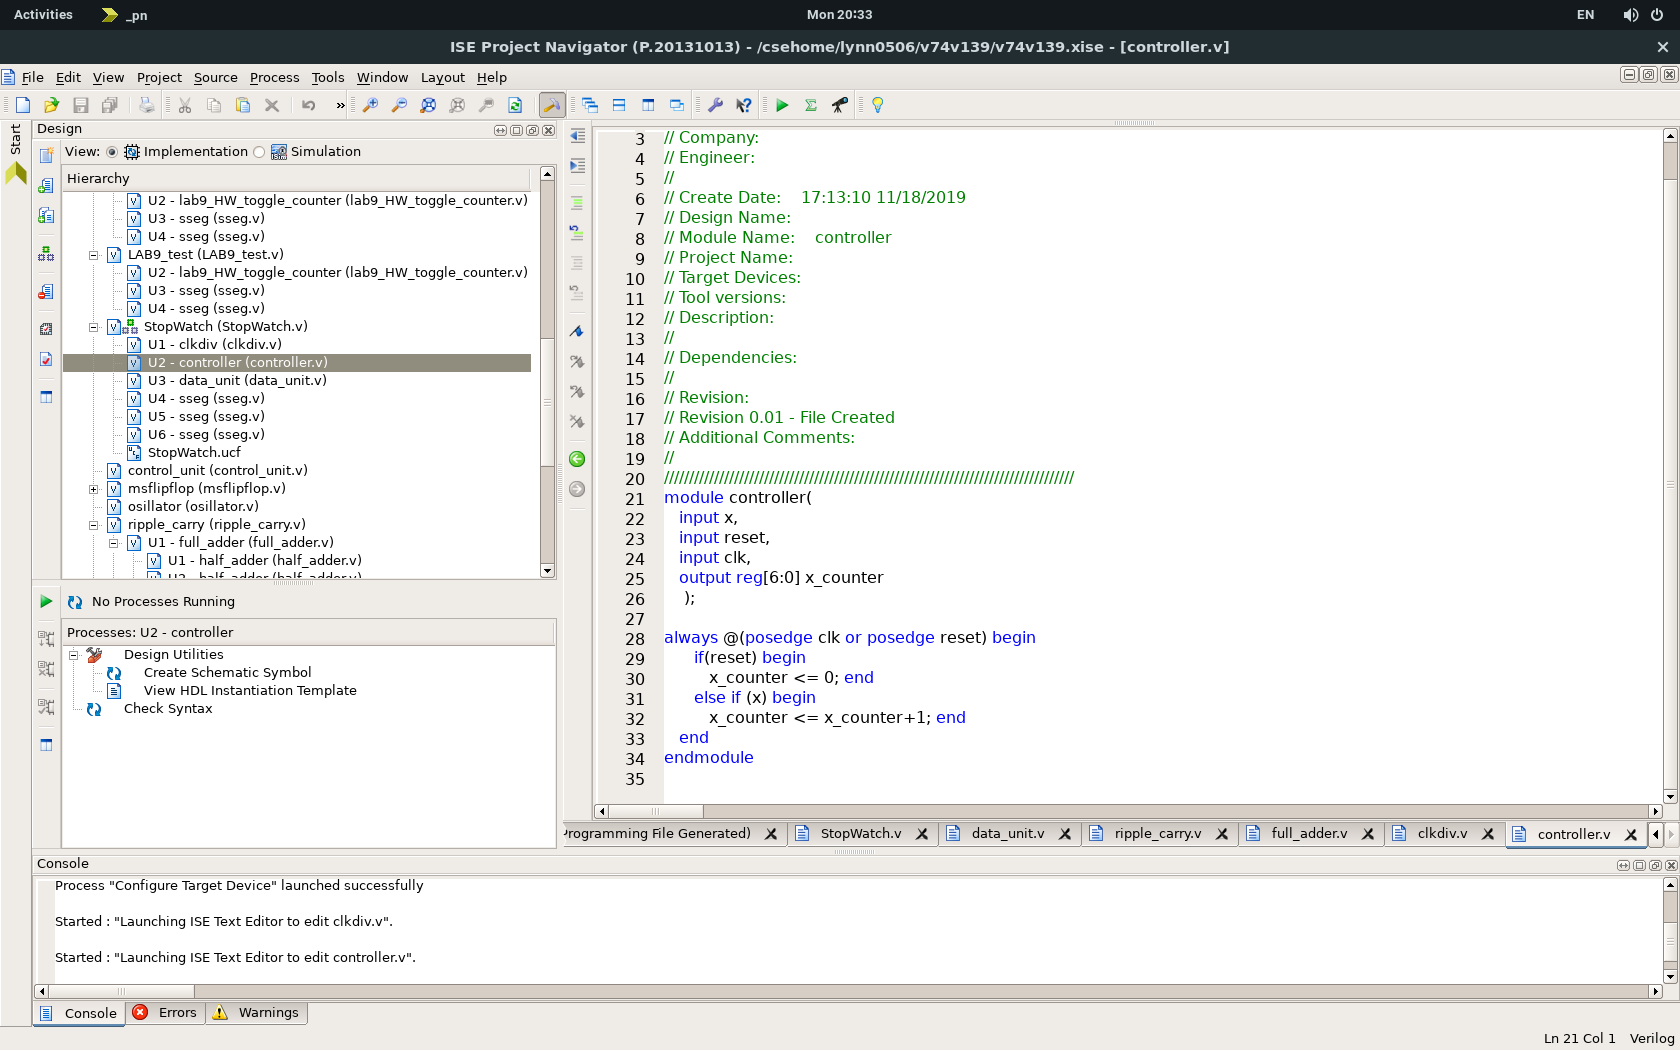 Activities
_pn
Mon 20:33
EN
ISE Project Navigator (P.20131013) - /csehome/lynn0506/v74v139/v74v139.xise - [controller.v]
File Edit View Project Source Process Tools Window Layout Help
Start
Design
View: Implementation Simulation
Hierarchy
U2 - lab9_HW_toggle_counter (lab9_HW_toggle_counter.v)
U3 - sseg (sseg.v)
U4 - sseg (sseg.v)
LAB9_test (LAB9_test.v)
U2 - lab9_HW_toggle_counter (lab9_HW_toggle_counter.v)
U3 - sseg (sseg.v)
U4 - sseg (sseg.v)
StopWatch (StopWatch.v)
U1 - clkdiv (clkdiv.v)
U2 - controller (controller.v)
U3 - data_unit (data_unit.v)
U4 - sseg (sseg.v)
U5 - sseg (sseg.v)
U6 - sseg (sseg.v)
StopWatch.ucf
control_unit (control_unit.v)
msflipflop (msflipflop.v)
osillator (osillator.v)
ripple_carry (ripple_carry.v)
U1 - full_adder (full_adder.v)
U1 - half_adder (half_adder.v)
U2 - half_adder (half_adder.v)
No Processes Running
Processes: U2 - controller
Design Utilities
Create Schematic Symbol
View HDL Instantiation Template
Check Syntax
3 // Company:
4 // Engineer:
5 //
6 // Create Date: 17:13:10 11/18/2019
7 // Design Name:
8 // Module Name: controller
9 // Project Name:
10 // Target Devices:
11 // Tool versions:
12 // Description:
13 //
14 // Dependencies:
15 //
16 // Revision:
17 // Revision 0.01 - File Created
18 // Additional Comments:
19 //
20 //////////////////////////////////////////////////////////////////////////////////
21 module controller(
22 input x,
23 input reset,
24 input clk,
25 output reg[6:0] x_counter
26 );
27
28 always @(posedge clk or posedge reset) begin
29 if(reset) begin
30 x_counter <= 0; end
31 else if (x) begin
32 x_counter <= x_counter+1; end
33 end
34 endmodule
35
Programming File Generated) StopWatch.v data_unit.v ripple_carry.v full_adder.v clkdiv.v controller.v
Console
Process "Configure Target Device" launched successfully
Started : "Launching ISE Text Editor to edit clkdiv.v".
Started : "Launching ISE Text Editor to edit controller.v".
Console Errors Warnings
Ln 21 Col 1 Verilog